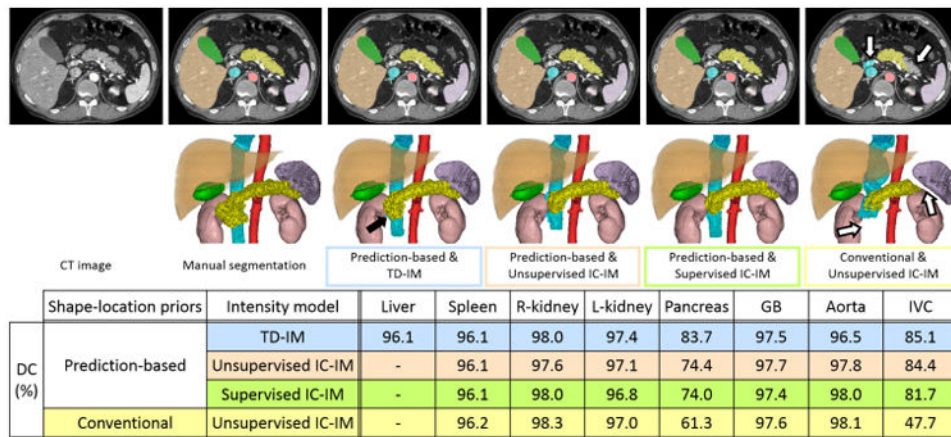 CT image
Manual segmentation
Prediction-based &
TD-IM
Prediction-based &
Unsupervised IC-IM
Prediction-based &
Supervised IC-IM
Conventional &
Unsupervised IC-IM
Shape-location priors Intensity model Liver Spleen R-kidney L-kidney Pancreas GB Aorta IVC
DC
(%)
Prediction-based
TD-IM 96.1 96.1 98.0 97.4 83.7 97.5 96.5 85.1
Unsupervised IC-IM - 96.1 97.6 97.1 74.4 97.7 97.8 84.4
Supervised IC-IM - 96.1 98.0 96.8 74.0 97.4 98.0 81.7
Conventional Unsupervised IC-IM - 96.2 98.3 97.0 61.3 97.6 98.1 47.7